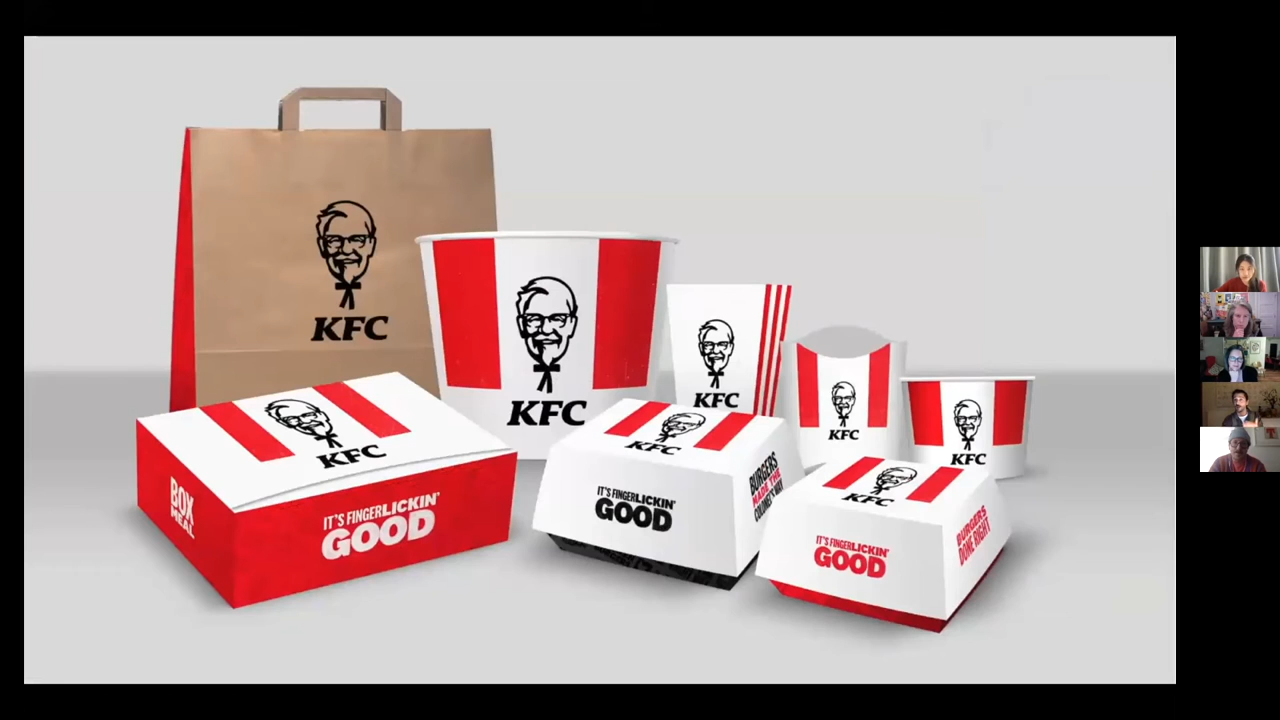 KFC
KFC
KFC
KFC
KFC
KFC
BOX
MEAL
IT'S FINGER LICKIN'
GOOD
KFC
IT'S FINGER LICKIN'
GOOD
BURGERS
MADE THE
COLONEL'S WAY
KFC
IT'S FINGER LICKIN'
GOOD
BURGERS
DONE RIGHT